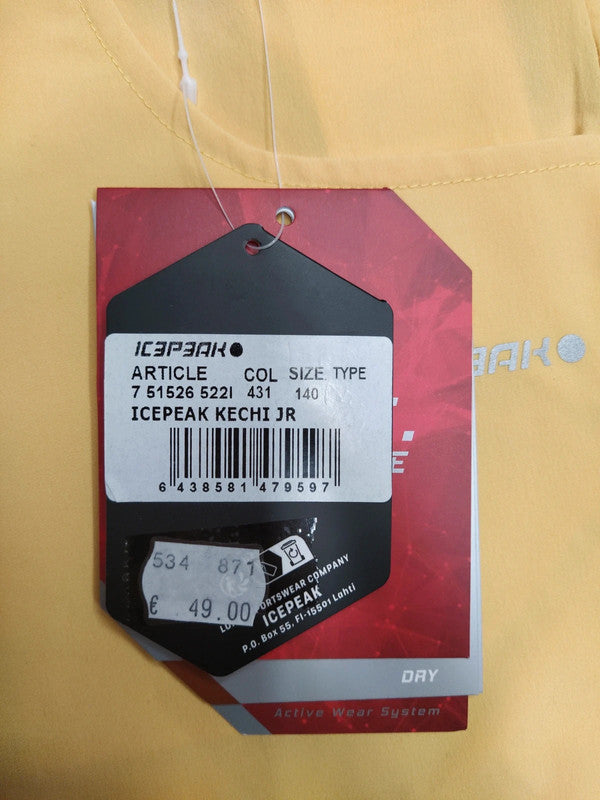 ICEPEAK
ARTICLE COL SIZE TYPE
7 51526 522I 431 140
ICEPEAK KECHI JR
6 438581 479597
534 871
€ 49.00
SPORTSWEAR COMPANY
ICEPEAK
P.O. Box 55, FI-15501 Lahti
DRY
Active Wear System